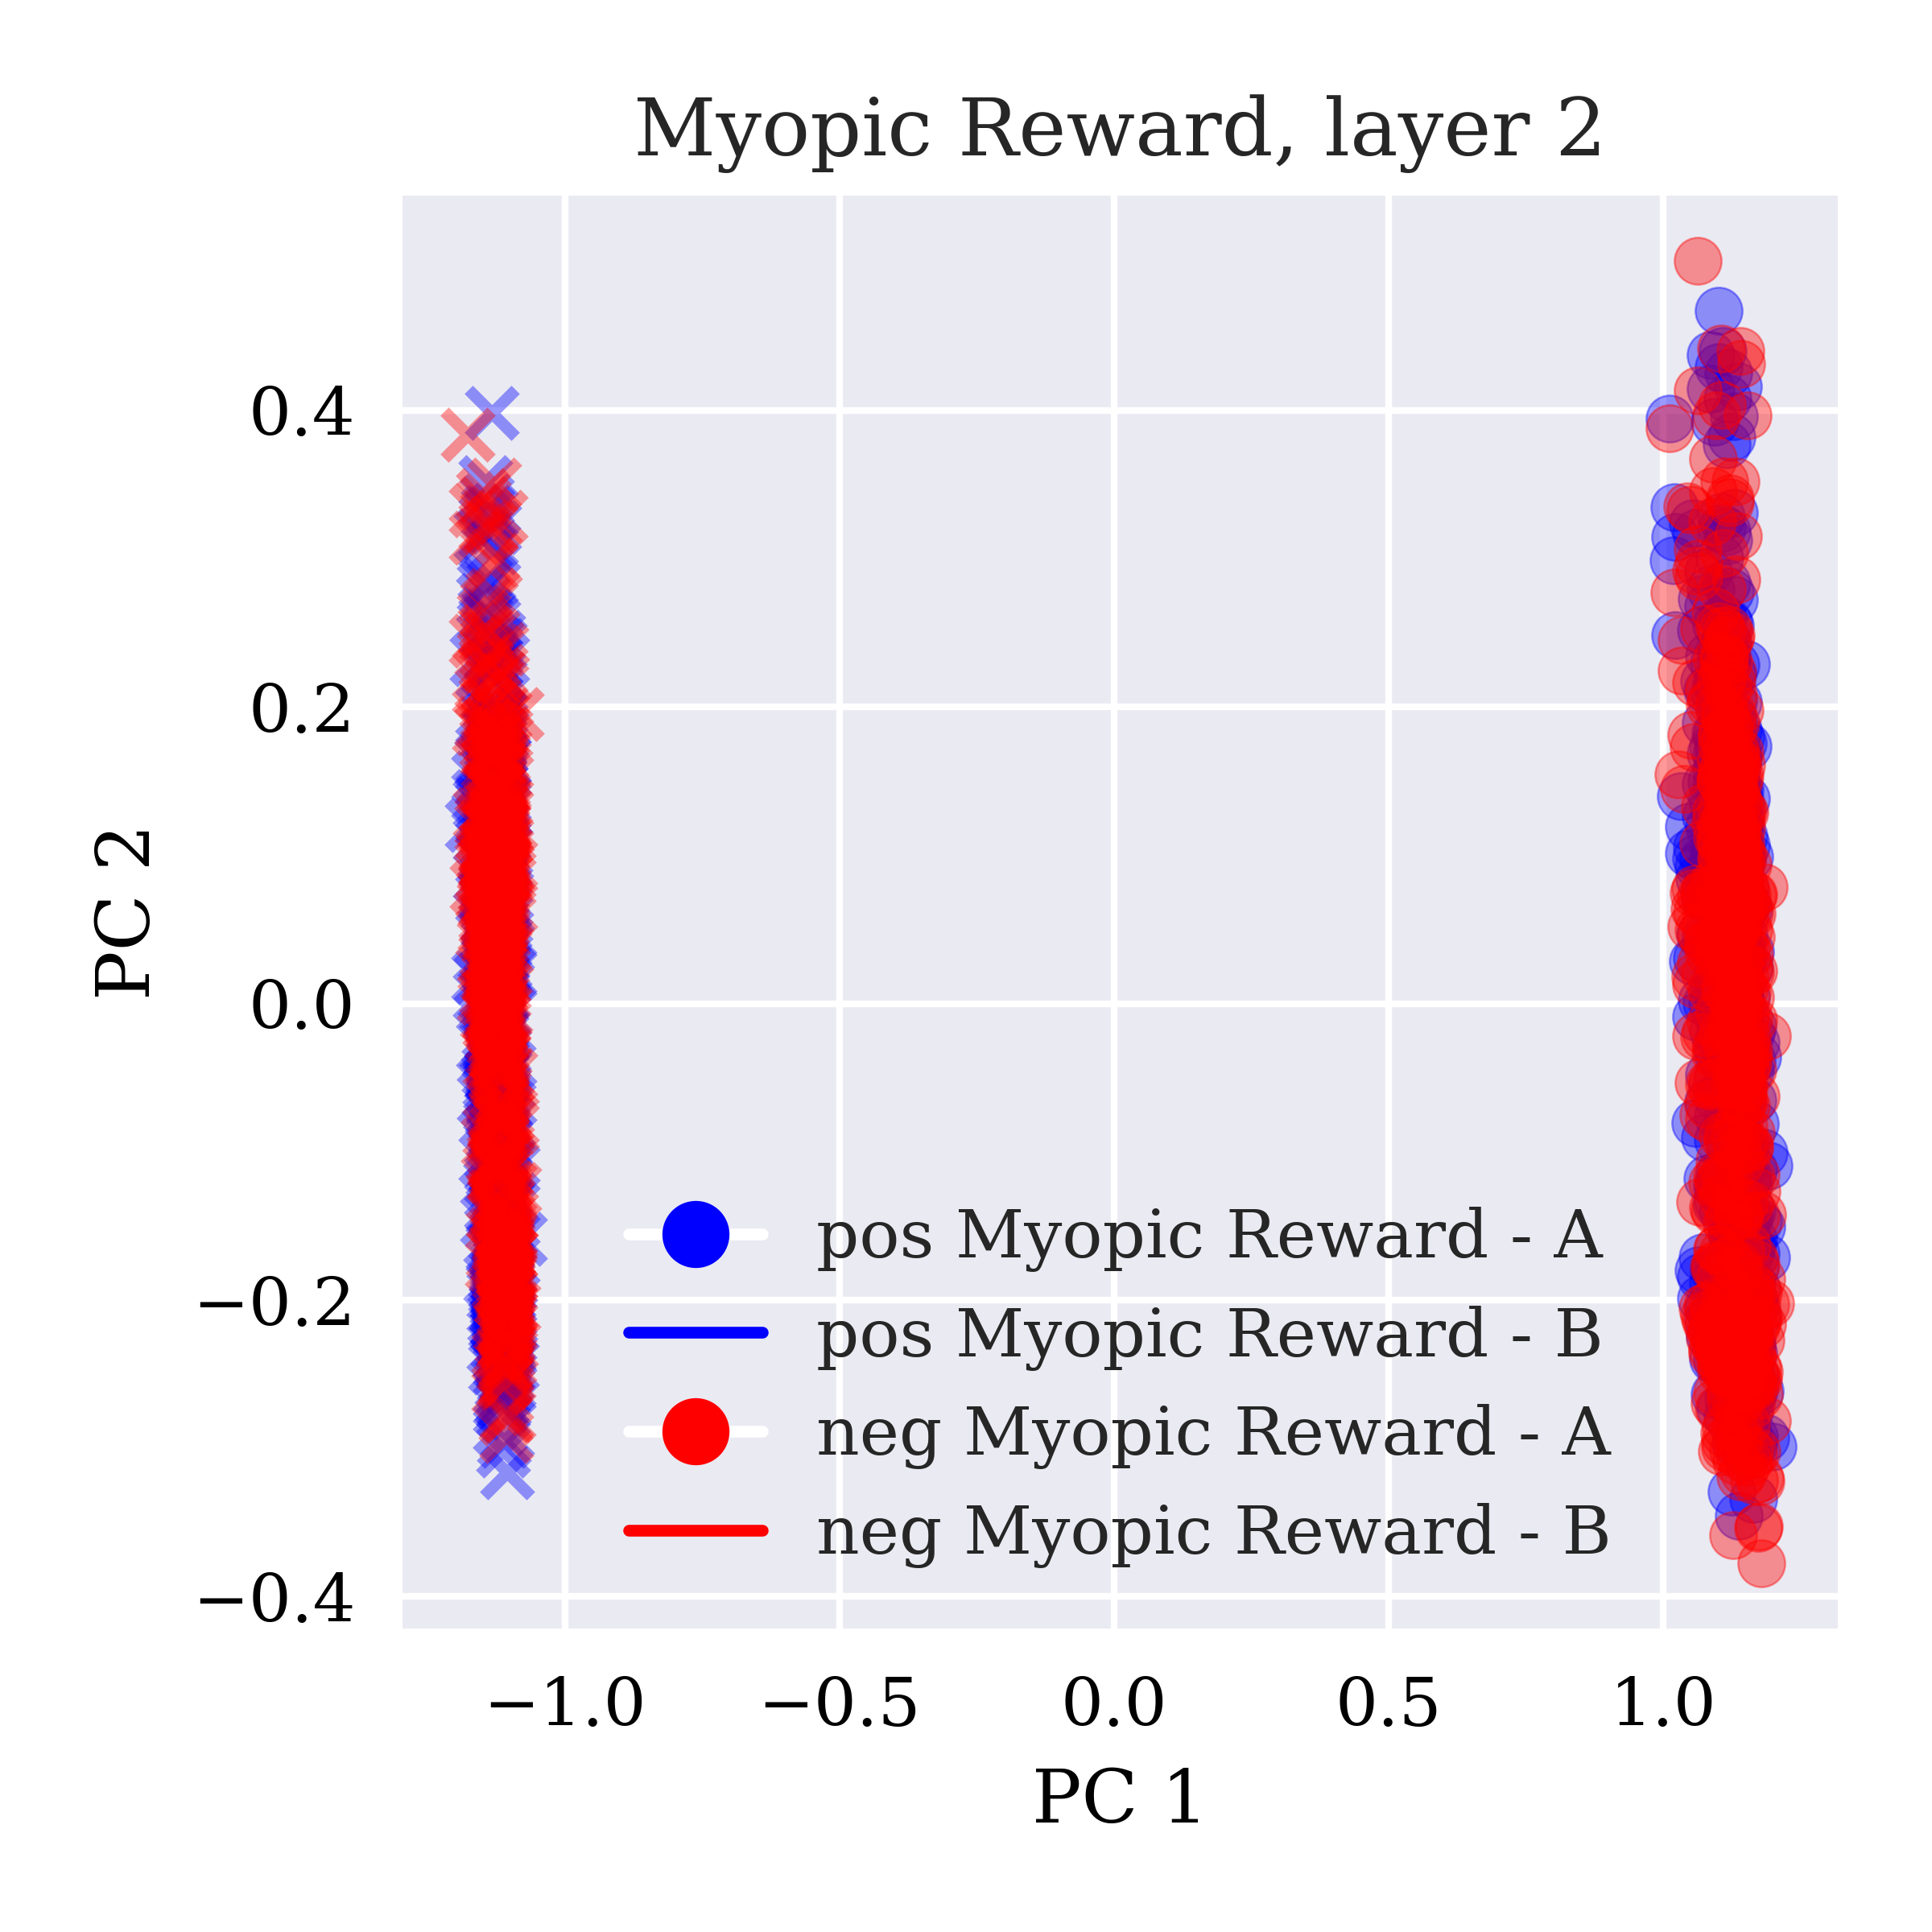 Myopic Reward, layer 2
0.4
0.2
0.0
−0.2
−0.4
PC 2
pos Myopic Reward - A
pos Myopic Reward - B
neg Myopic Reward - A
neg Myopic Reward - B
−1.0 −0.5 0.0 0.5 1.0
PC 1